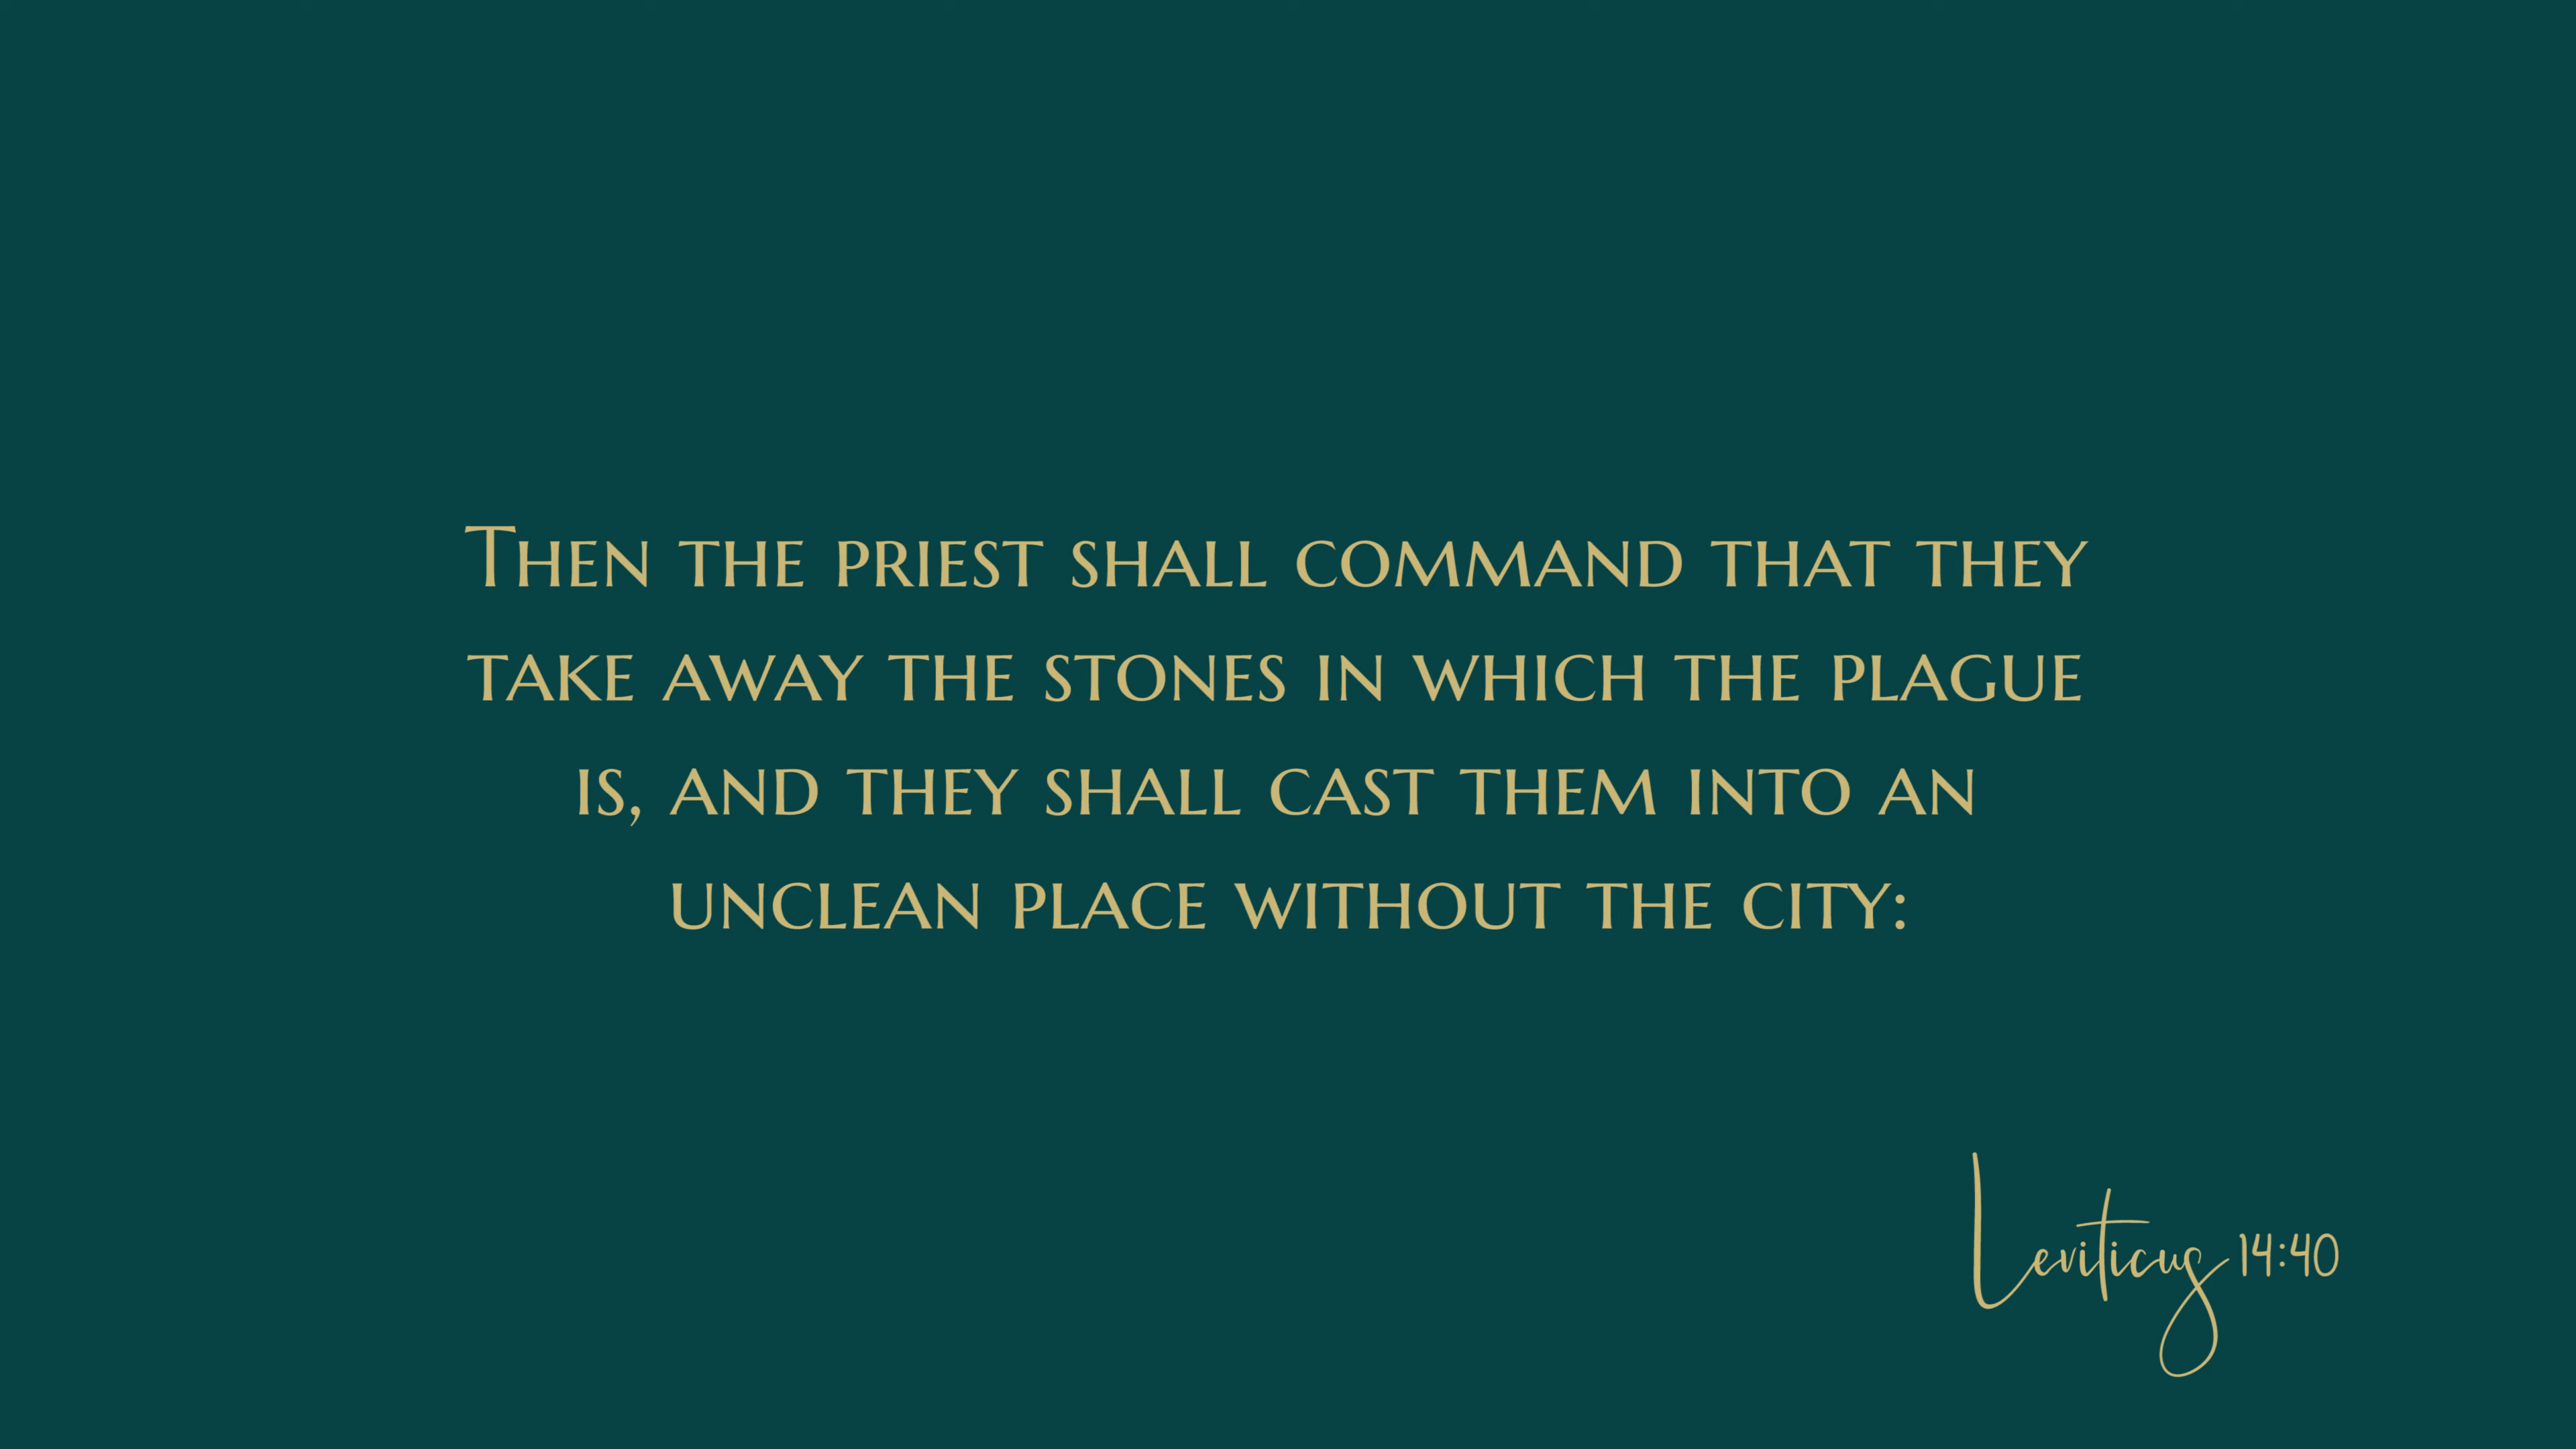 Then the priest shall command that they
take away the stones in which the plague
is, and they shall cast them into an
unclean place without the city:
Leviticus 14:40